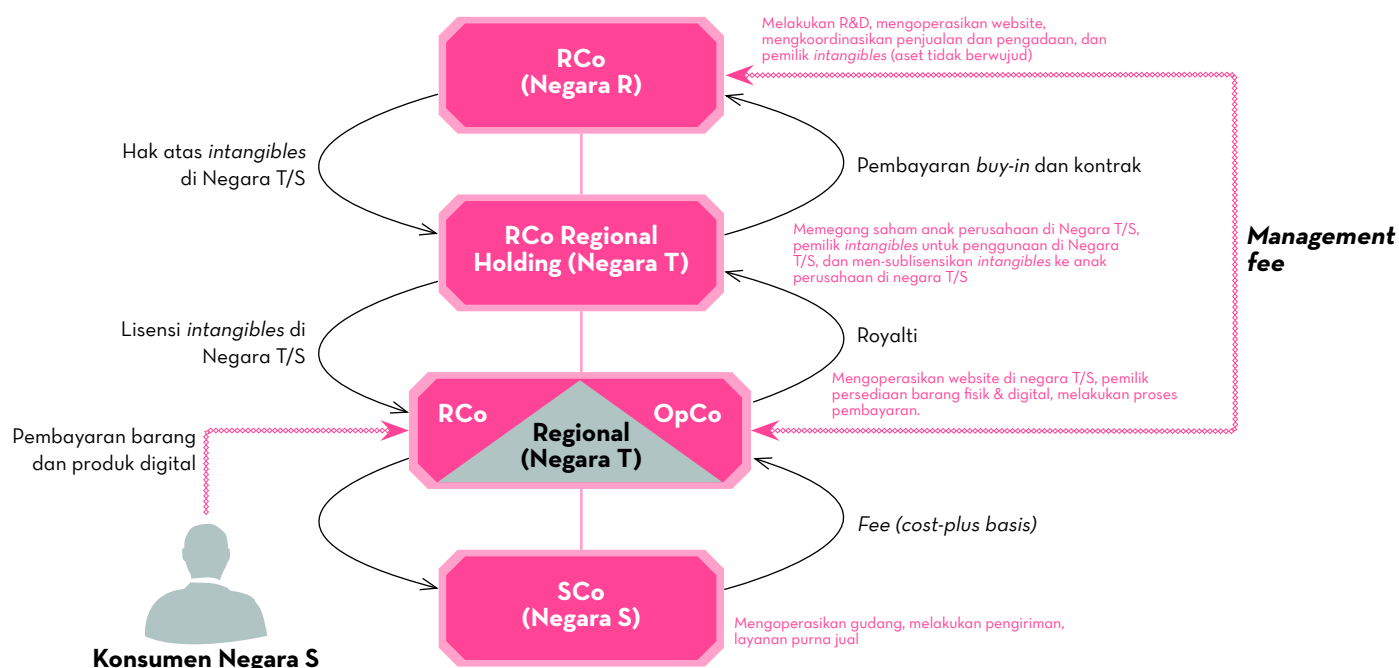 Melakukan R&D, mengoperasikan website,
mengkoordinasikan penjualan dan pengadaan, dan
pemilik intangibles (aset tidak berwujud)
RCo
(Negara R)
Hak atas intangibles
di Negara T/S
Pembayaran buy-in dan kontrak
RCo Regional
Holding (Negara T)
Memegang saham anak perusahaan di Negara T/S,
pemilik intangibles untuk penggunaan di Negara
T/S, dan men-sublisensikan intangibles ke anak
perusahaan di negara T/S
Management
fee
Lisensi intangibles di
Negara T/S
Royalti
Mengoperasikan website di negara T/S, pemilik
persediaan barang fisik & digital, melakukan proses
pembayaran.
RCo
OpCo
Regional
(Negara T)
Pembayaran barang
dan produk digital
Fee (cost-plus basis)
SCo
(Negara S)
Mengoperasikan gudang, melakukan pengiriman,
layanan purna jual
Konsumen Negara S